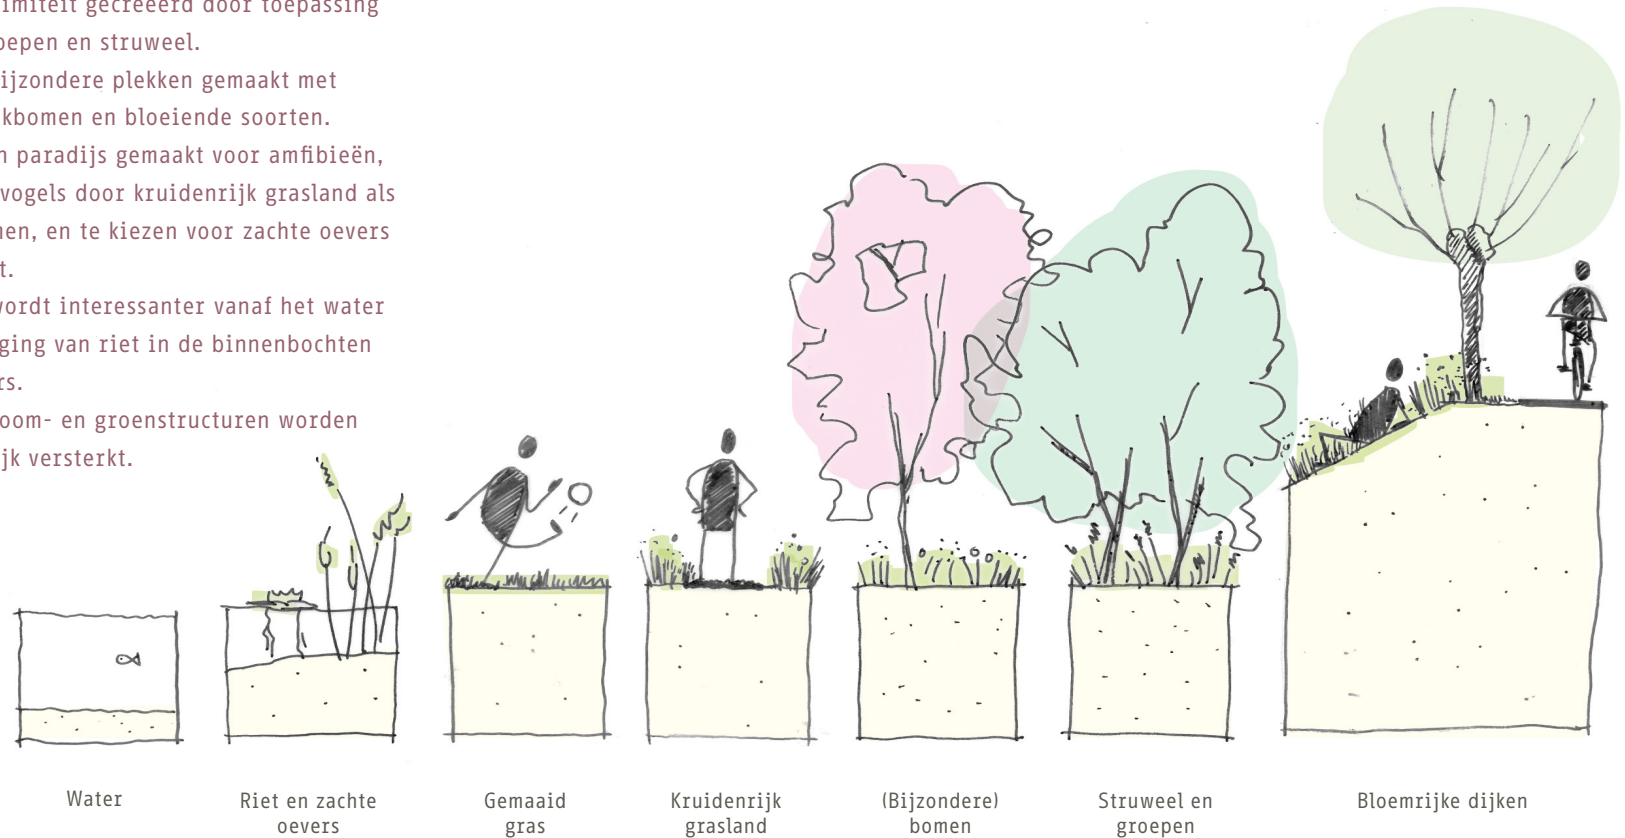 imiteit gecreëerd door toepassing
oepen en struweel.
ijzondere plekken gemaakt met
kbomen en bloeiende soorten.
n paradijs gemaakt voor amfibieën,
vogels door kruidenrijk grasland als
nen, en te kiezen voor zachte oevers
t.
wordt interessanter vanaf het water
ging van riet in de binnenbochten
rs.
oom- en groenstructuren worden
ijk versterkt.
Water
Riet en zachte
oevers
Gemaaid
gras
Kruidenrijk
grasland
(Bijzondere)
bomen
Struweel en
groepen
Bloemrijke dijken